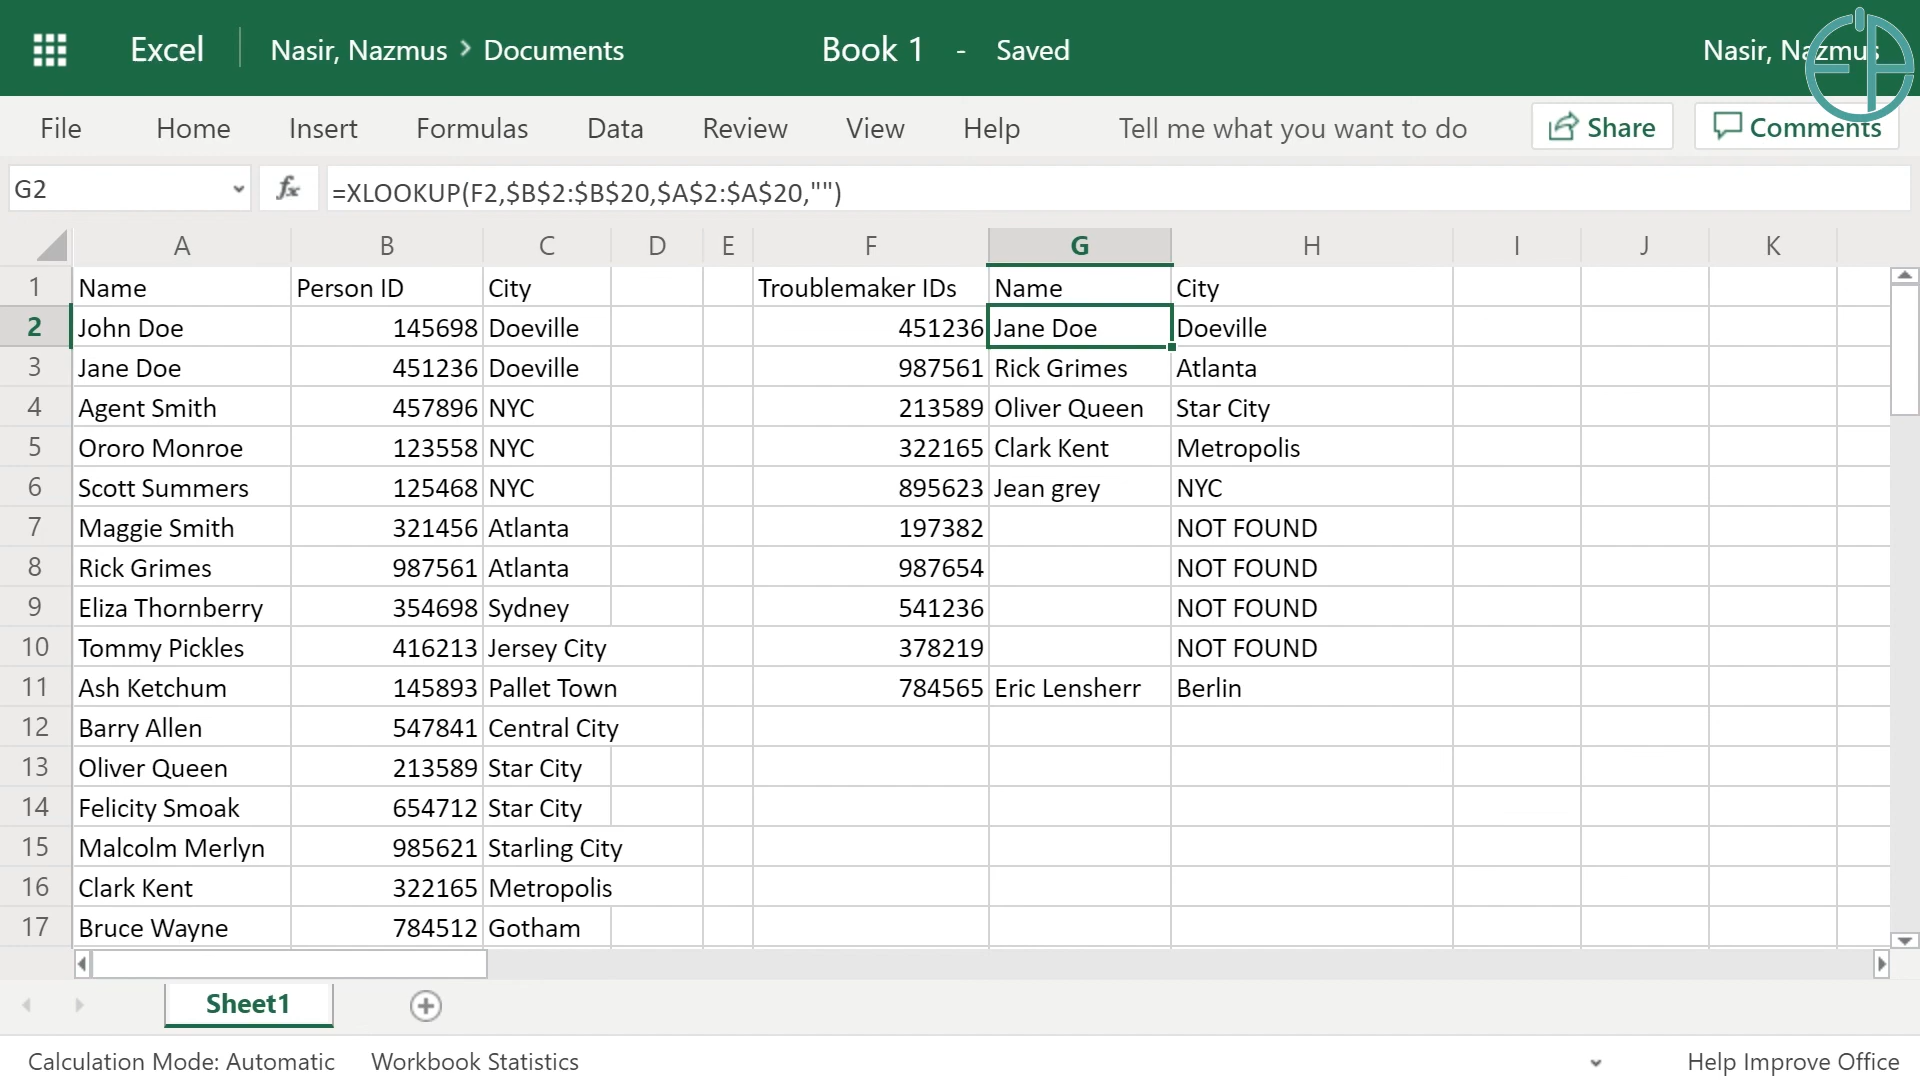 Excel Nasir, Nazmus > Documents Book 1 - Saved Nasir, Nazmus
File Home Insert Formulas Data Review View Help Tell me what you want to do Share Comments
G2 fx =XLOOKUP(F2,$B$2:$B$20,$A$2:$A$20,"")
A B C D E F G H I J K
1 Name Person ID City Troublemaker IDs Name City
2 John Doe 145698 Doeville 451236 Jane Doe Doeville
3 Jane Doe 451236 Doeville 987561 Rick Grimes Atlanta
4 Agent Smith 457896 NYC 213589 Oliver Queen Star City
5 Ororo Monroe 123558 NYC 322165 Clark Kent Metropolis
6 Scott Summers 125468 NYC 895623 Jean grey NYC
7 Maggie Smith 321456 Atlanta 197382 NOT FOUND
8 Rick Grimes 987561 Atlanta 987654 NOT FOUND
9 Eliza Thornberry 354698 Sydney 541236 NOT FOUND
10 Tommy Pickles 416213 Jersey City 378219 NOT FOUND
11 Ash Ketchum 145893 Pallet Town 784565 Eric Lensherr Berlin
12 Barry Allen 547841 Central City
13 Oliver Queen 213589 Star City
14 Felicity Smoak 654712 Star City
15 Malcolm Merlyn 985621 Starling City
16 Clark Kent 322165 Metropolis
17 Bruce Wayne 784512 Gotham
Sheet1
Calculation Mode: Automatic Workbook Statistics Help Improve Office